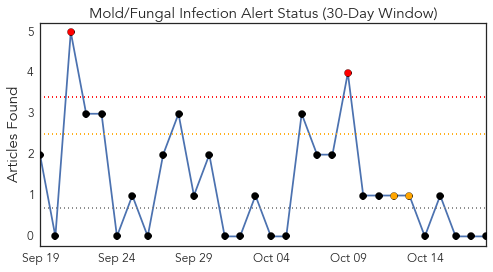 Mold/Fungal Infection Alert Status (30-Day Window)
Articles Found
5
4
3
2
1
0
Sep 19 Sep 24 Sep 29 Oct 04 Oct 09 Oct 14